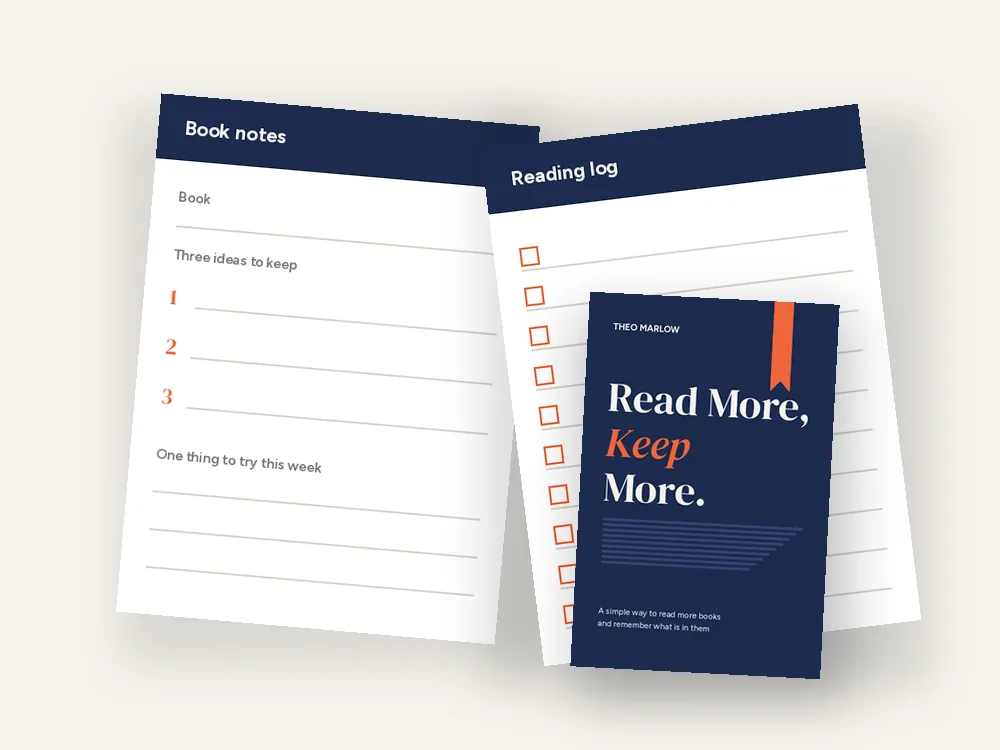 Book notes
Book
Three ideas to keep
1
2
3
One thing to try this week
Reading log
THEO MARLOW
Read More,
Keep
More.
A simple way to read more books
and remember what is in them